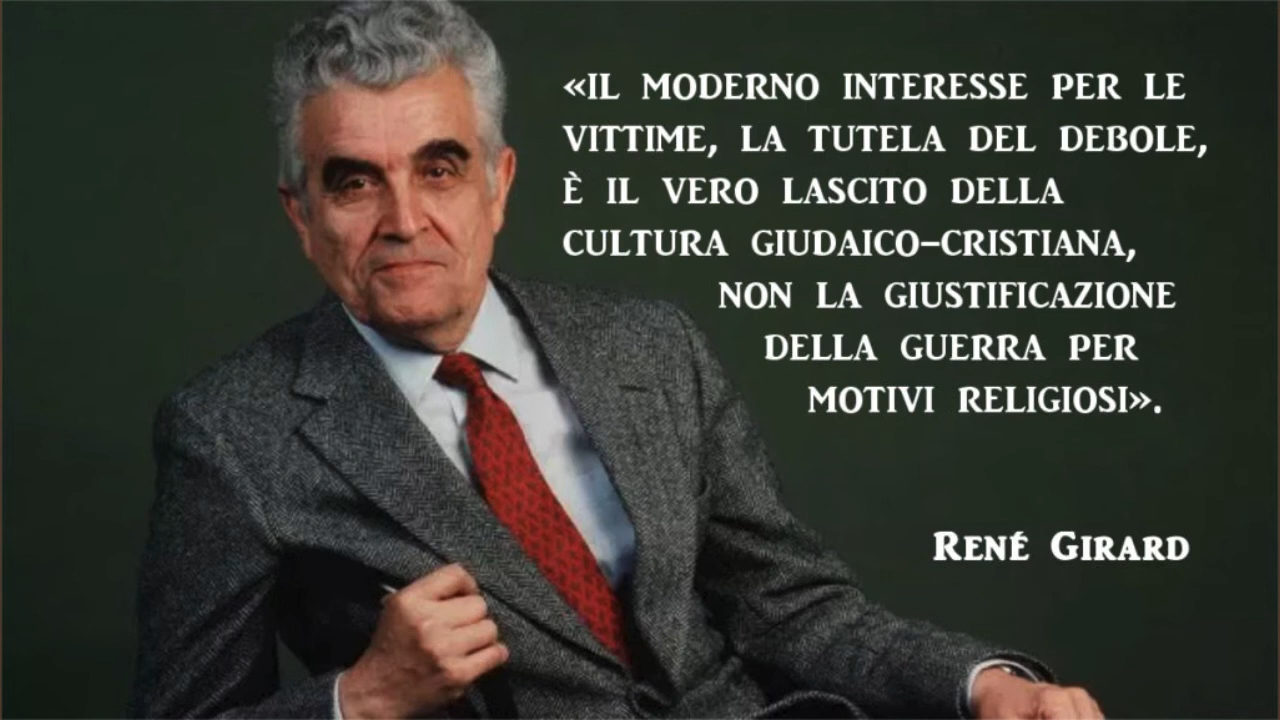 «IL MODERNO INTERESSE PER LE
VITTIME, LA TUTELA DEL DEBOLE,
È IL VERO LASCITO DELLA
CULTURA GIUDAICO-CRISTIANA,
NON LA GIUSTIFICAZIONE
DELLA GUERRA PER
MOTIVI RELIGIOSI».
RENÉ GIRARD